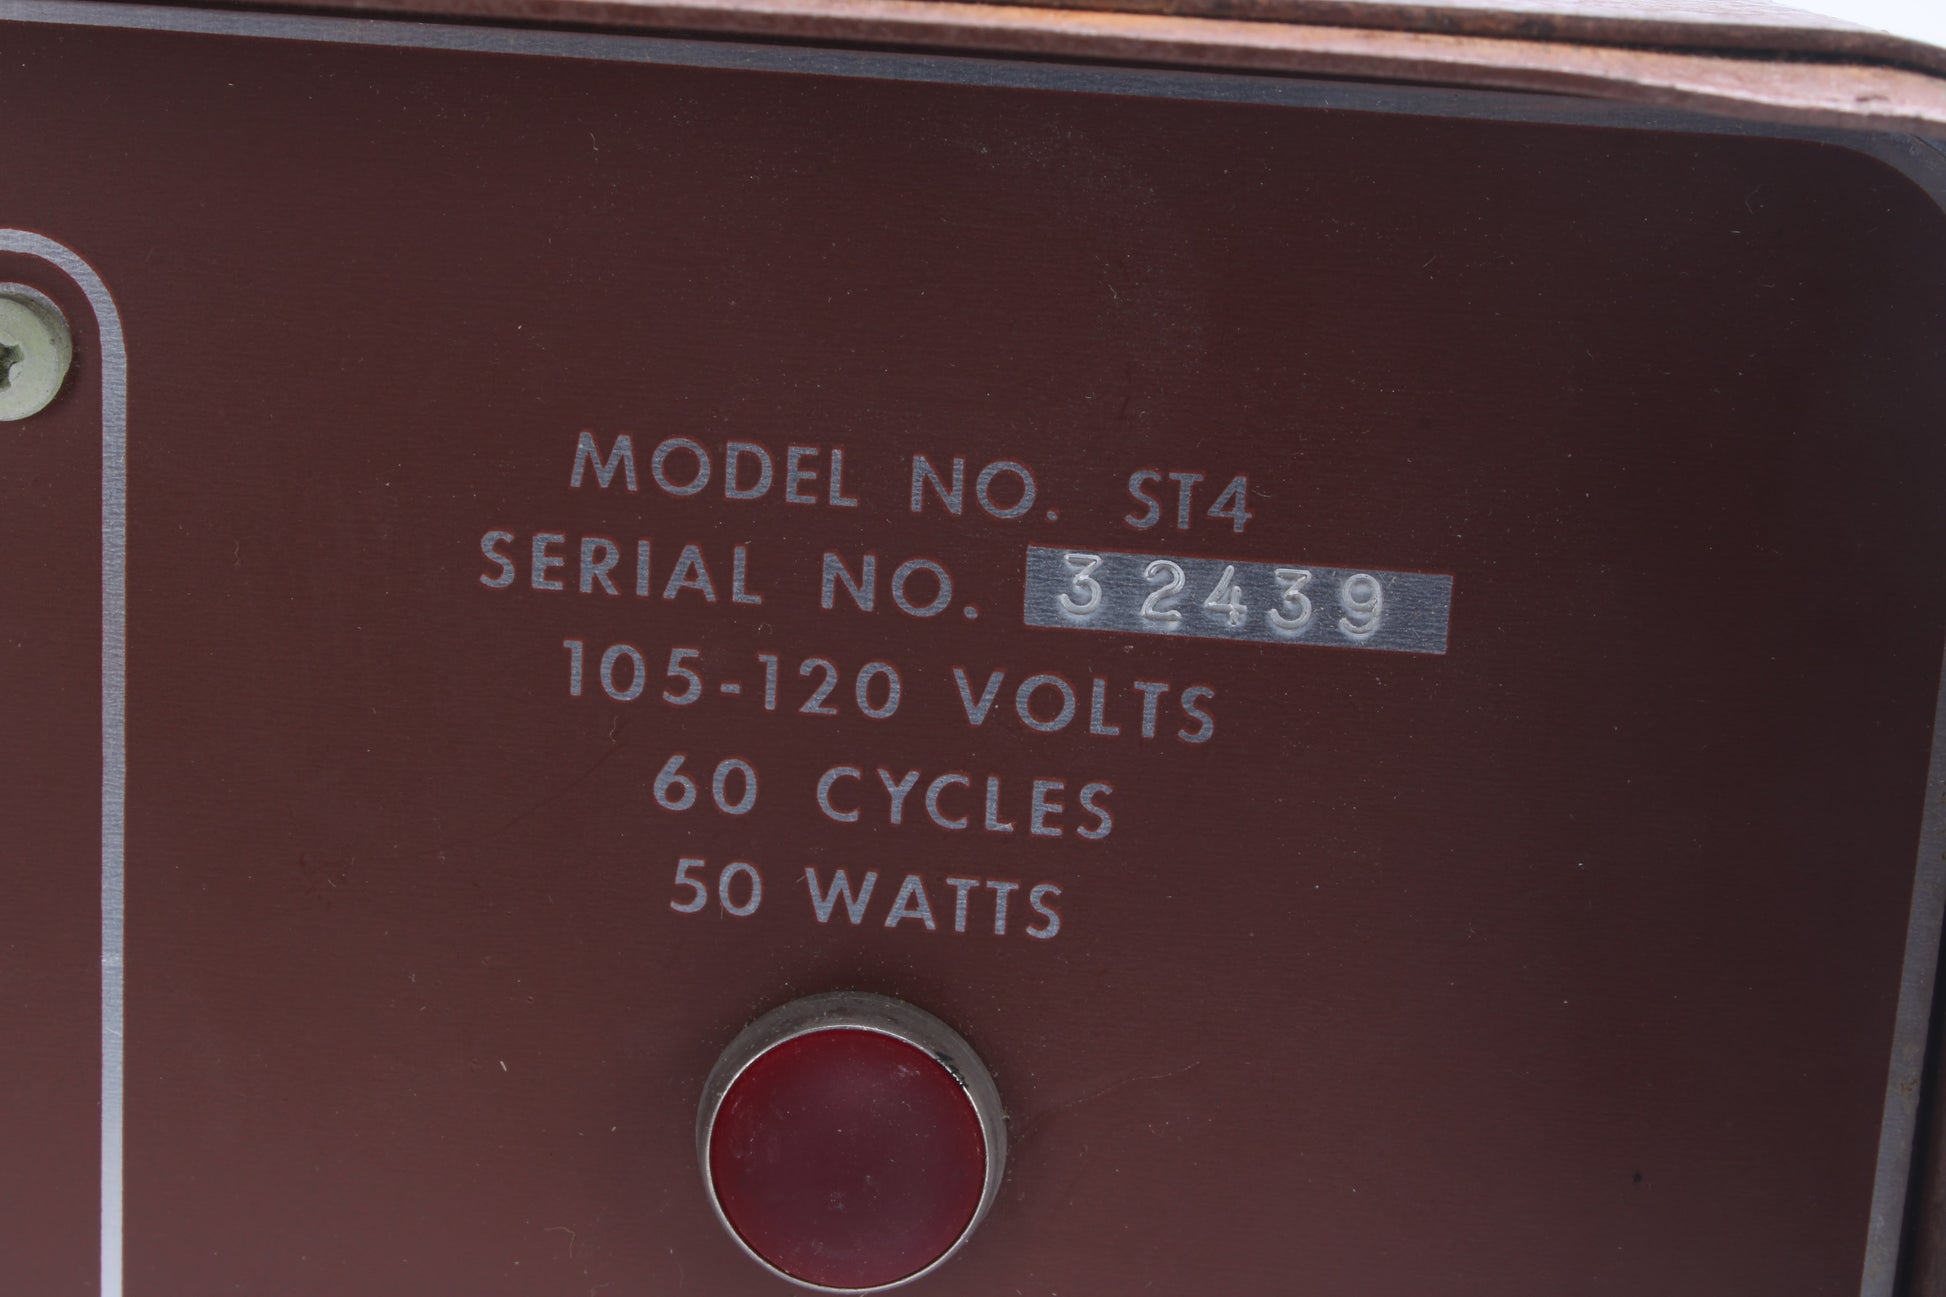 MODEL NO. ST4
SERIAL NO. 32439
105-120 VOLTS
60 CYCLES
50 WATTS